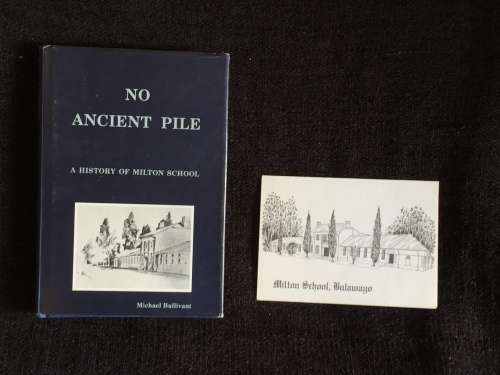 NO
ANCIENT PILE
A HISTORY OF MILTON SCHOOL
Michael Bullivant
Milton School, Bulawayo